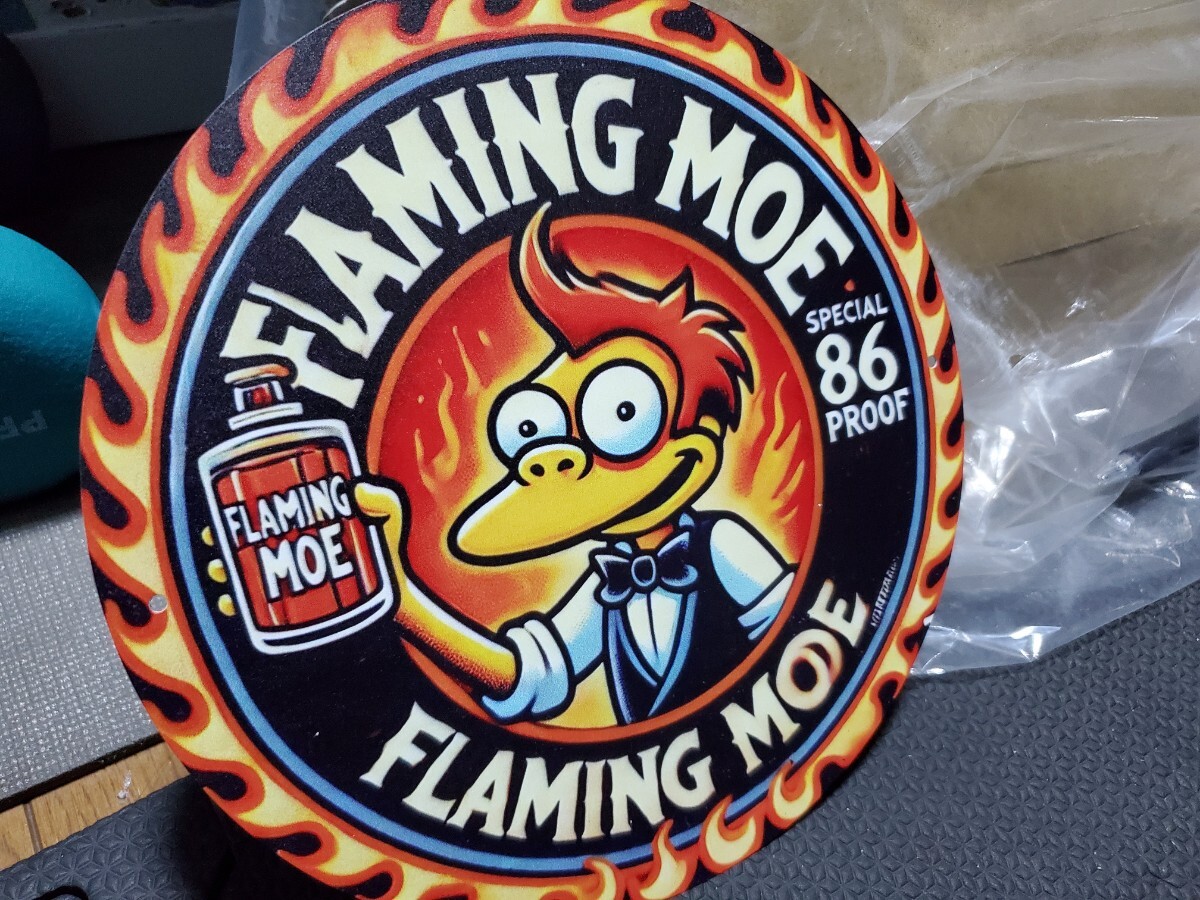 FLAMING MOE
SPECIAL
86
PROOF
FLAMING
MOE
FLAMING MOE